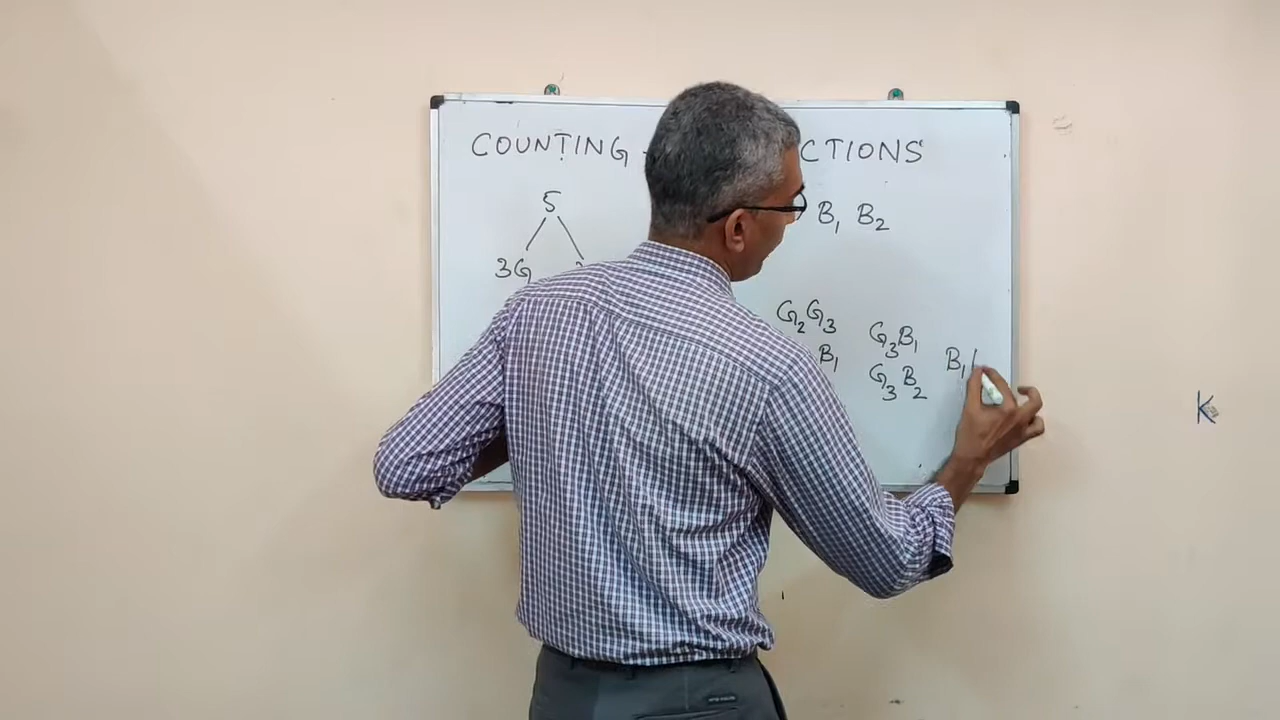 COUNTING CTIONS
5
B₁ B₂
3G
G₂G₃
G₃B₁
B₁
G₃B₂
B₁
K